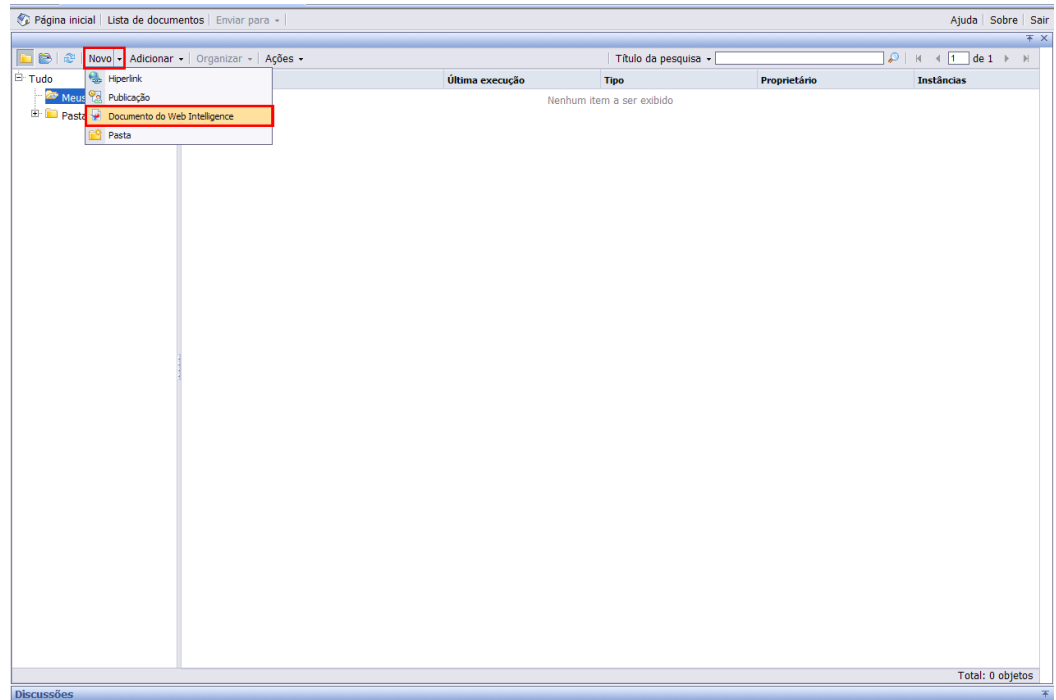 Página inicial Lista de documentos Enviar para Ajuda Sobre Sair
Novo Adicionar Organizar Ações Título da pesquisa 1 de 1
Tudo Hiperlink Última execução Tipo Proprietário Instâncias
Meus Publicação Nenhum item a ser exibido
Pasta Documento do Web Intelligence
Pasta
Total: 0 objetos
Discussões